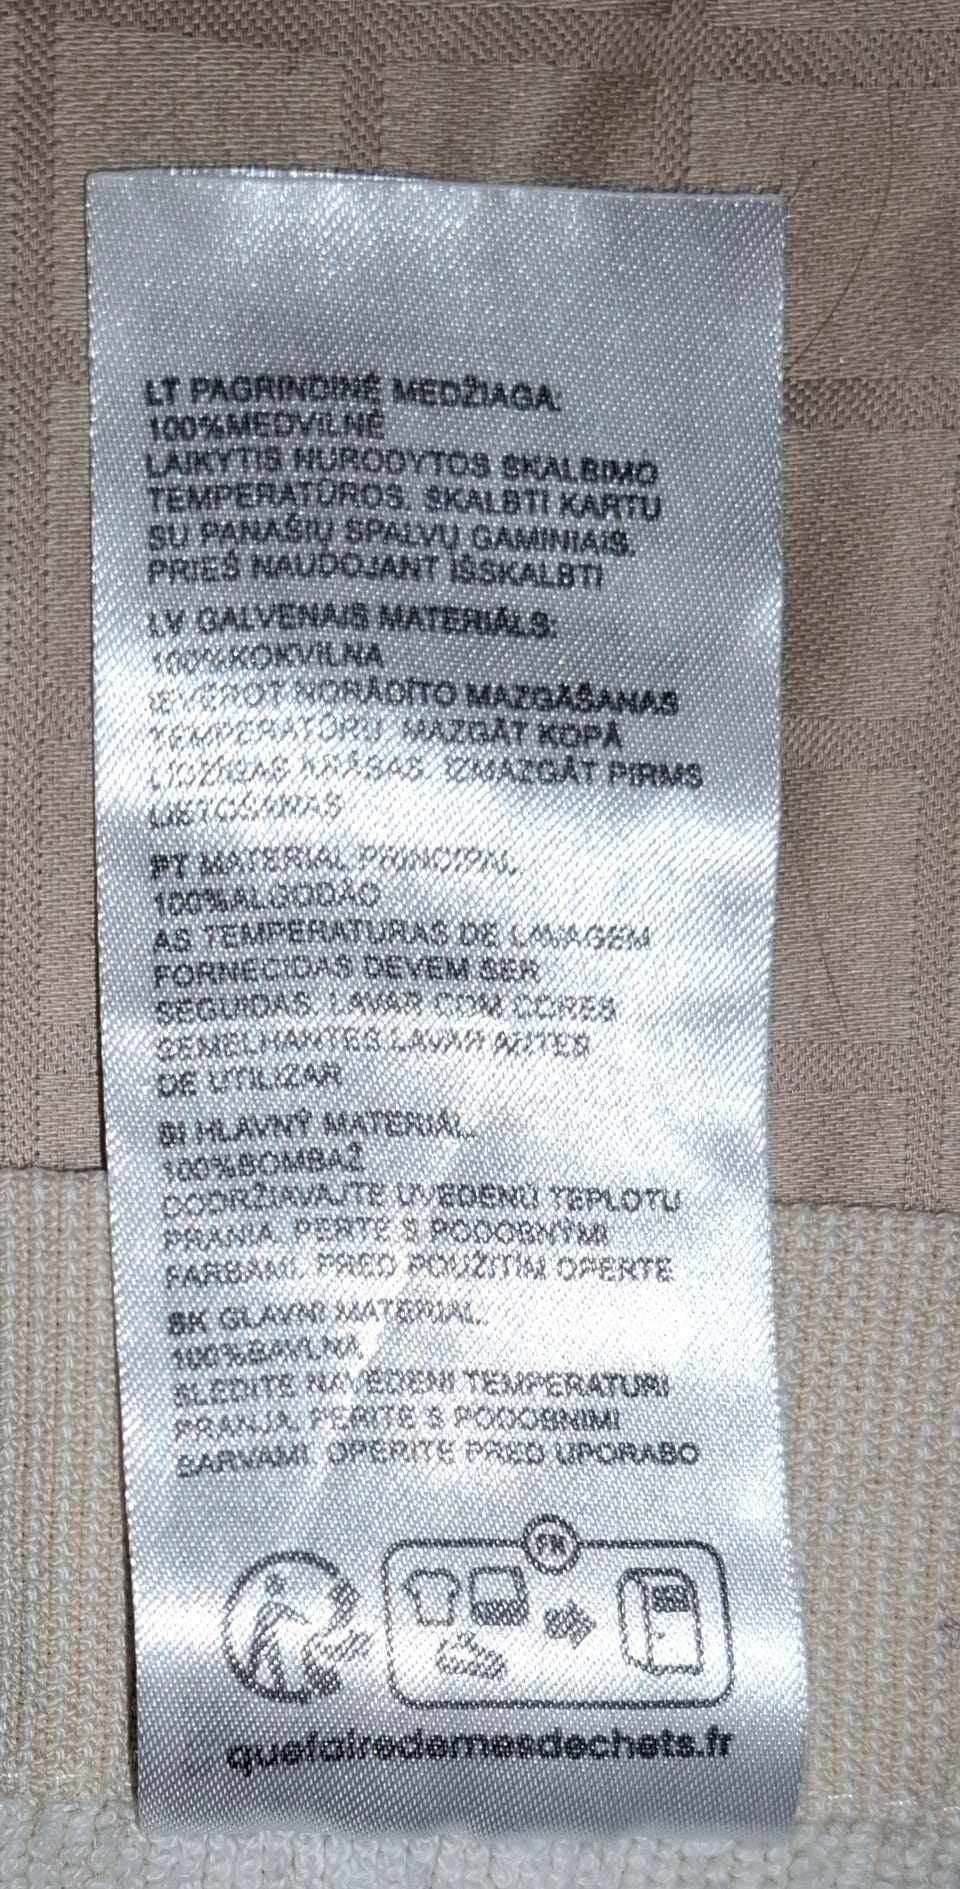 LT PAGRINDINĖ MEDŽIAGA.
100%MEDVILNĖ
LAIKYTIS NURODYTOS SKALBIMO
TEMPERATŪROS. SKALBTI KARTU
SU PANAŠIŲ SPALVŲ GAMINIAIS.
PRIEŠ NAUDOJANT IŠSKALBTI
LV GALVENAIS MATERIĀLS:
100%KOKVILNA
IEVĒROT NORĀDĪTO MAZGĀŠANAS
TEMPERATŪRU. MAZGĀT KOPĀ
LĪDZĪGAS KRĀSAS. IZMAZGĀT PIRMS
LIETOŠANAS
PT MATERIAL PRINCIPAL.
100%ALGODÃO
AS TEMPERATURAS DE LAVAGEM
FORNECIDAS DEVEM SER
SEGUIDAS. LAVAR COM CORES
SEMELHANTES LAVAR ANTES
DE UTILIZAR
SI HLAVNÝ MATERIÁL.
100%BOMBAŽ
DODRŽIAVAJTE UVEDENÚ TEPLOTU
PRANIA. PERTE S PODOBNÝMI
FARBAMI. PRED POUŽITÍM OPERTE
SK GLAVNI MATERIAL.
100%BAVLNA
SLEDITE NAVEDENI TEMPERATURI
PRANJA. PERITE S PODOBNIMI
BARVAMI. OPERITE PRED UPORABO
FR
quefairedemesdechets.fr